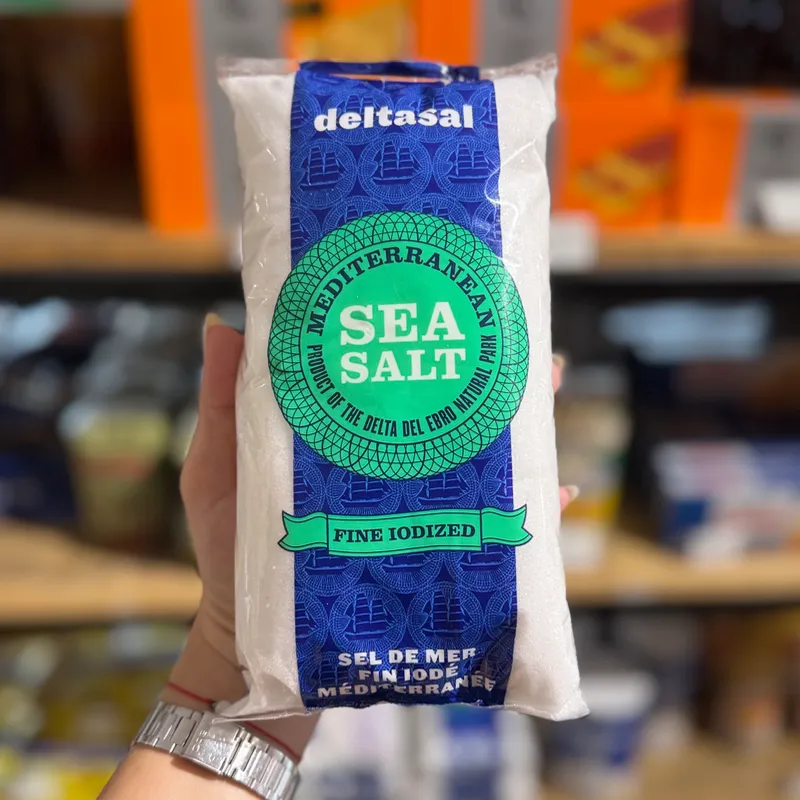 deltasal
MEDITERRANEAN
SEA
SALT
PRODUCT OF THE DELTA DEL EBRO NATURAL PARK
FINE IODIZED
SEL DE MER
FIN IODÉ
MÉDITERRANÉE